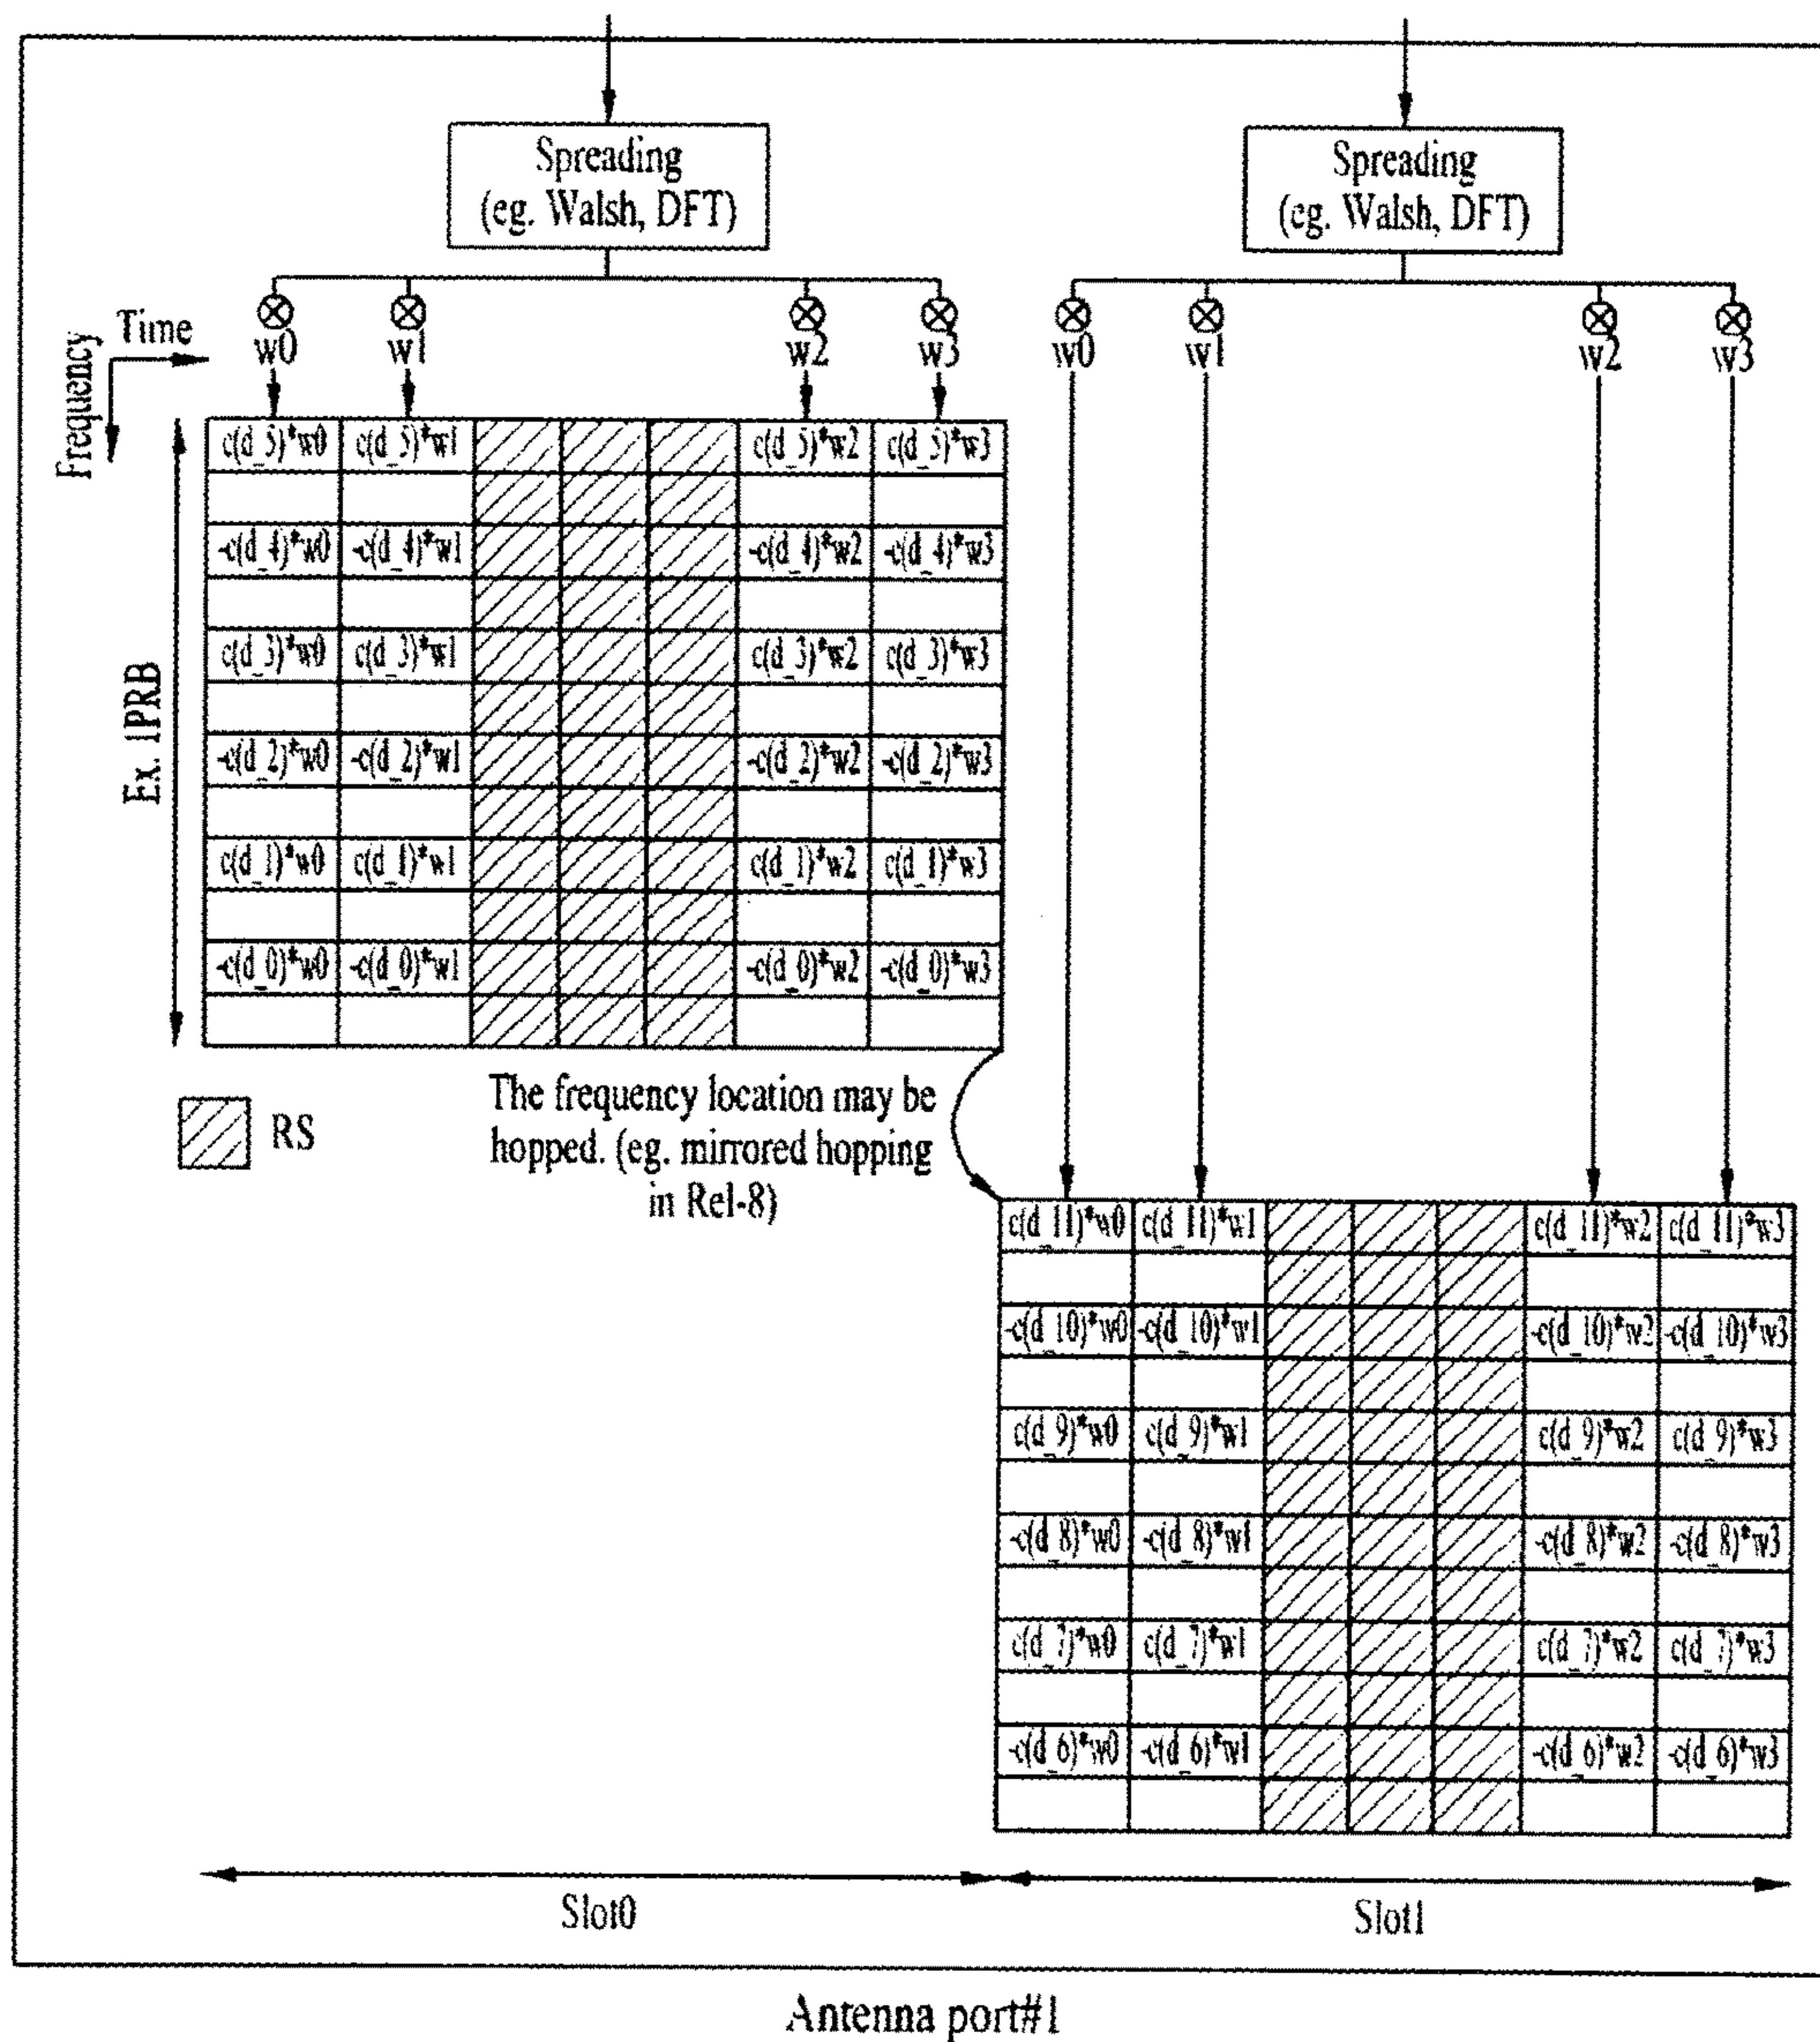 Spreading
(eg. Walsh, DFT)
Spreading
(eg. Walsh, DFT)
Time
Frequency
w0 w1 w2 w3 w0 w1 w2 w3
c(d_5)*w0 c(d_5)*w1 c(d_5)*w2 c(d_5)*w3
-c(d_4)*w0 -c(d_4)*w1 -c(d_4)*w2 -c(d_4)*w3
c(d_3)*w0 c(d_3)*w1 c(d_3)*w2 c(d_3)*w3
-c(d_2)*w0 -c(d_2)*w1 -c(d_2)*w2 -c(d_2)*w3
c(d_1)*w0 c(d_1)*w1 c(d_1)*w2 c(d_1)*w3
-c(d_0)*w0 -c(d_0)*w1 -c(d_0)*w2 -c(d_0)*w3
Ex. 1PRB
RS
The frequency location may be
hopped. (eg. mirrored hopping
in Rel-8)
c(d_11)*w0 c(d_11)*w1 c(d_11)*w2 c(d_11)*w3
-c(d_10)*w0 -c(d_10)*w1 -c(d_10)*w2 -c(d_10)*w3
c(d_9)*w0 c(d_9)*w1 c(d_9)*w2 c(d_9)*w3
-c(d_8)*w0 -c(d_8)*w1 -c(d_8)*w2 -c(d_8)*w3
c(d_7)*w0 c(d_7)*w1 c(d_7)*w2 c(d_7)*w3
-c(d_6)*w0 -c(d_6)*w1 -c(d_6)*w2 -c(d_6)*w3
Slot0 Slot1
Antenna port#1